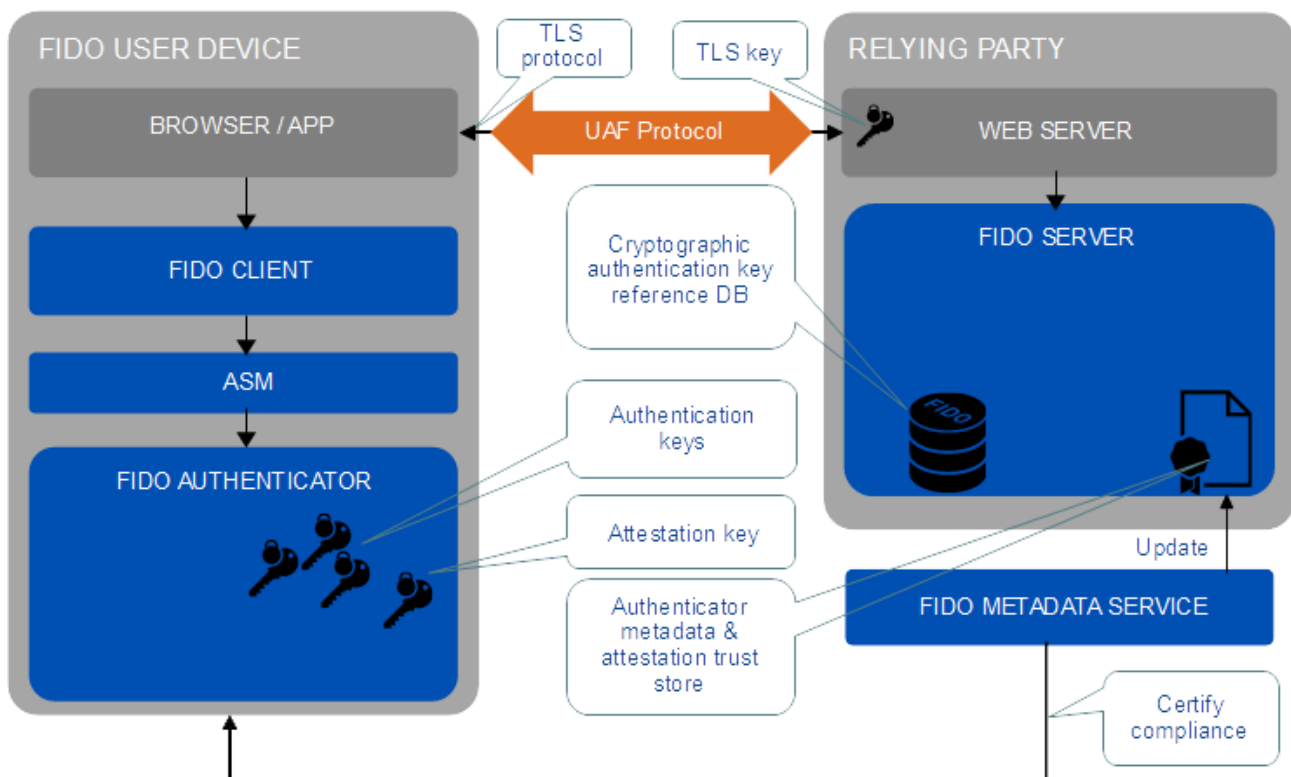 FIDO USER DEVICE
BROWSER / APP
FIDO CLIENT
ASM
FIDO AUTHENTICATOR
TLS
protocol
UAF Protocol
TLS key
Cryptographic
authentication key
reference DB
Authentication
keys
Attestation key
Authenticator
metadata &
attestation trust
store
RELYING PARTY
WEB SERVER
FIDO SERVER
FIDO
Update
FIDO METADATA SERVICE
Certify
compliance